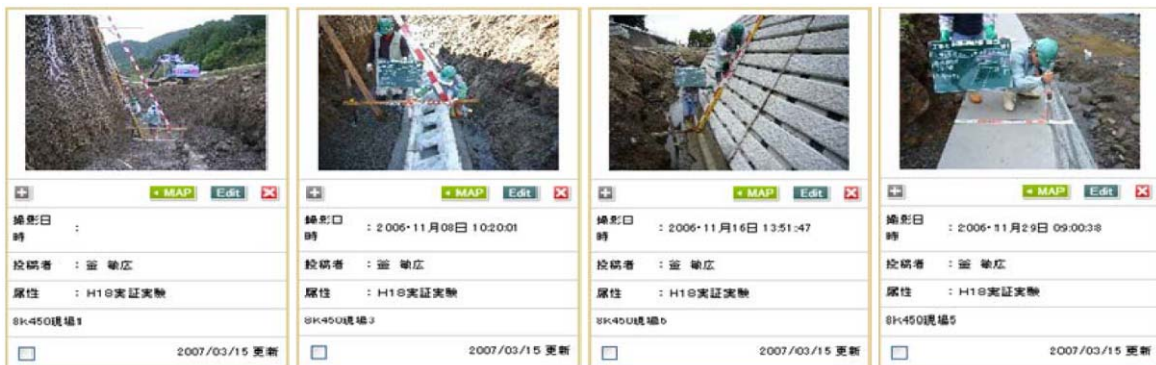 MAP Edit
撮影日時 :
投稿者 : 釜 敏広
属性 : H18実証実験
8k450現場1
2007/03/15 更新
MAP Edit
撮影日時 : 2006・11月08日 10:20:01
投稿者 : 釜 敏広
属性 : H18実証実験
8k450現場3
2007/03/15 更新
MAP Edit
撮影日時 : 2006・11月16日 13:51:47
投稿者 : 釜 敏広
属性 : H18実証実験
8k450現場6
2007/03/15 更新
MAP Edit
撮影日時 : 2006・11月29日 09:00:38
投稿者 : 釜 敏広
属性 : H18実証実験
8k450現場5
2007/03/15 更新